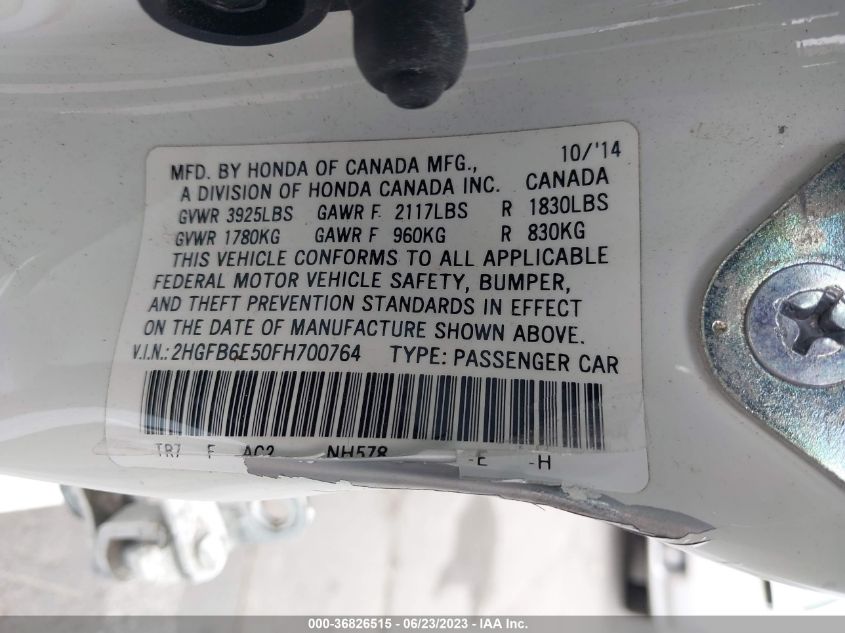 MFD. BY HONDA OF CANADA MFG., 10/'14
A DIVISION OF HONDA CANADA INC. CANADA
GVWR 3925LBS GAWR F 2117LBS R 1830LBS
GVWR 1780KG GAWR F 960KG R 830KG
THIS VEHICLE CONFORMS TO ALL APPLICABLE
FEDERAL MOTOR VEHICLE SAFETY, BUMPER,
AND THEFT PREVENTION STANDARDS IN EFFECT
ON THE DATE OF MANUFACTURE SHOWN ABOVE.
V.I.N.: 2HGFB6E50FH700764 TYPE: PASSENGER CAR
TR7 E AC2 NH578 -E -H
000-36826515 / 06/23/2023 / IAA Inc.